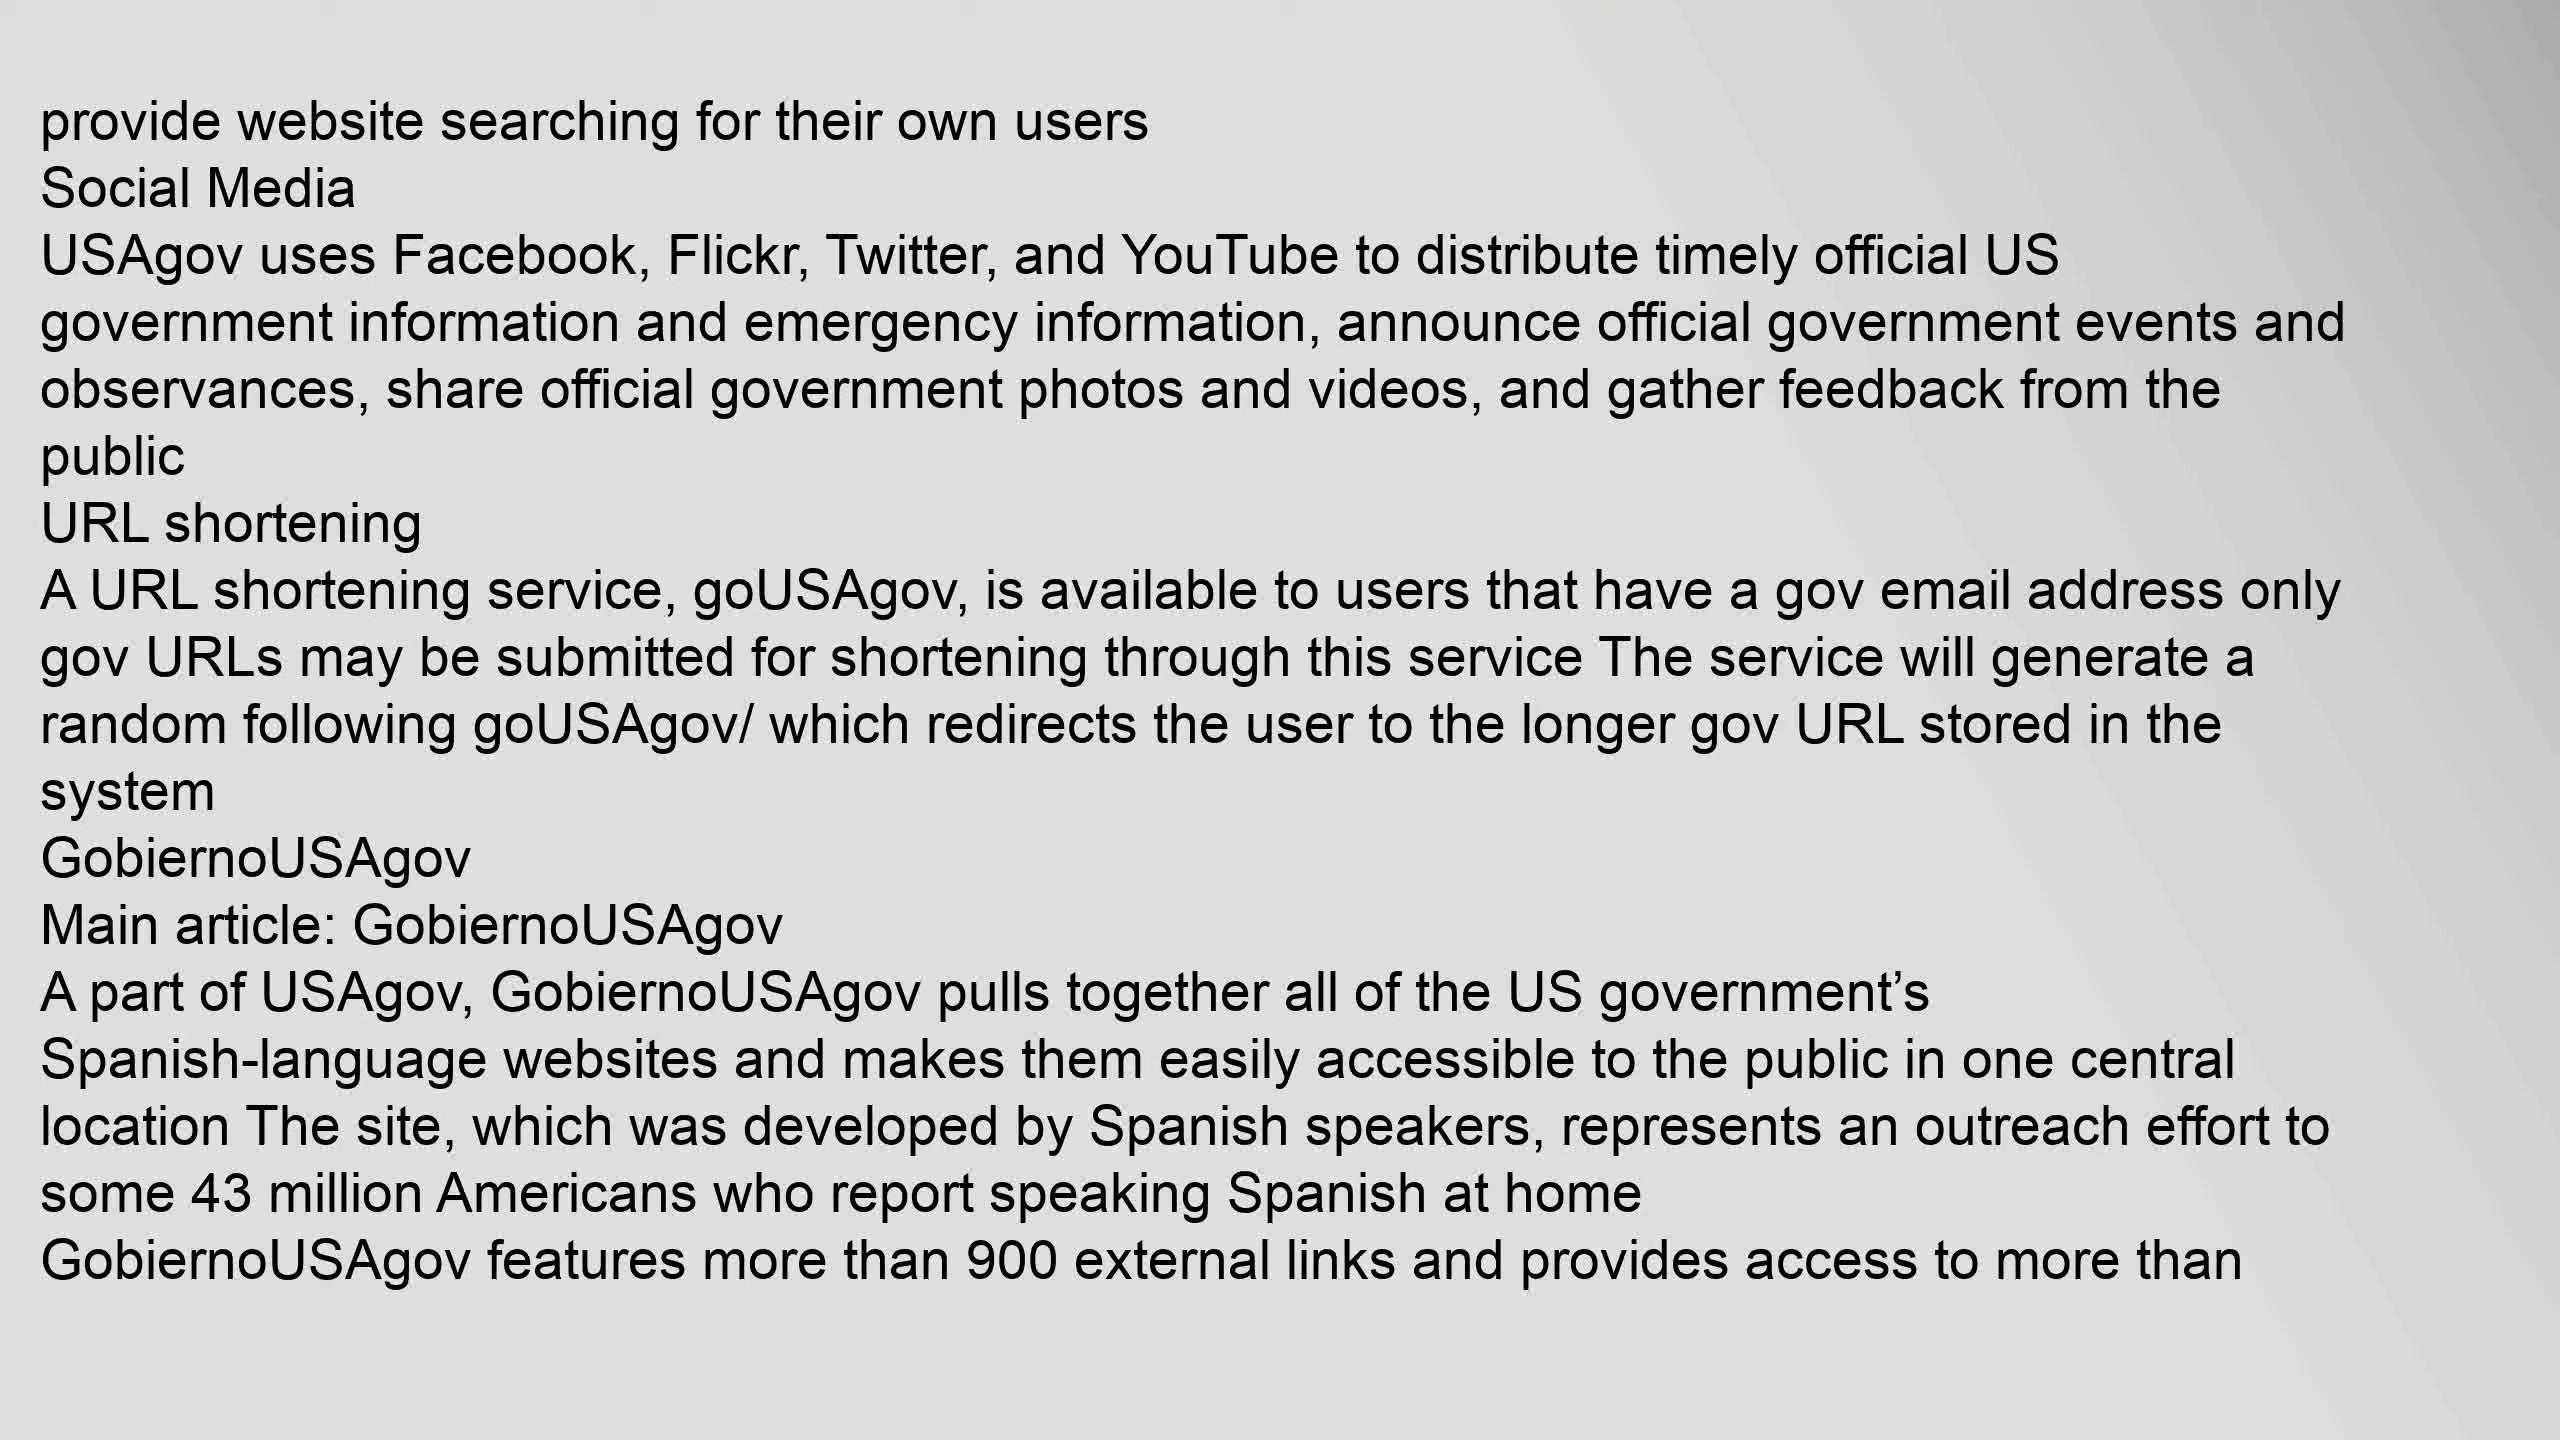 provide website searching for their own users
Social Media
USAgov uses Facebook, Flickr, Twitter, and YouTube to distribute timely official US
government information and emergency information, announce official government events and
observances, share official government photos and videos, and gather feedback from the
public
URL shortening
A URL shortening service, goUSAgov, is available to users that have a gov email address only
gov URLs may be submitted for shortening through this service The service will generate a
random following goUSAgov/ which redirects the user to the longer gov URL stored in the
system
GobiernoUSAgov
Main article: GobiernoUSAgov
A part of USAgov, GobiernoUSAgov pulls together all of the US government’s
Spanish-language websites and makes them easily accessible to the public in one central
location The site, which was developed by Spanish speakers, represents an outreach effort to
some 43 million Americans who report speaking Spanish at home
GobiernoUSAgov features more than 900 external links and provides access to more than